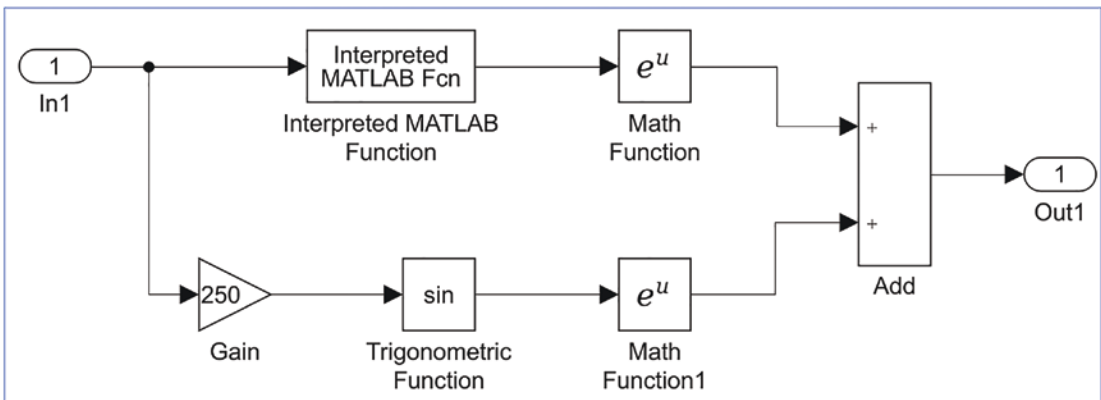 1
In1
Interpreted
MATLAB Fcn
Interpreted MATLAB
Function
e^u
Math
Function
+
+
Add
1
Out1
250
Gain
sin
Trigonometric
Function
e^u
Math
Function1